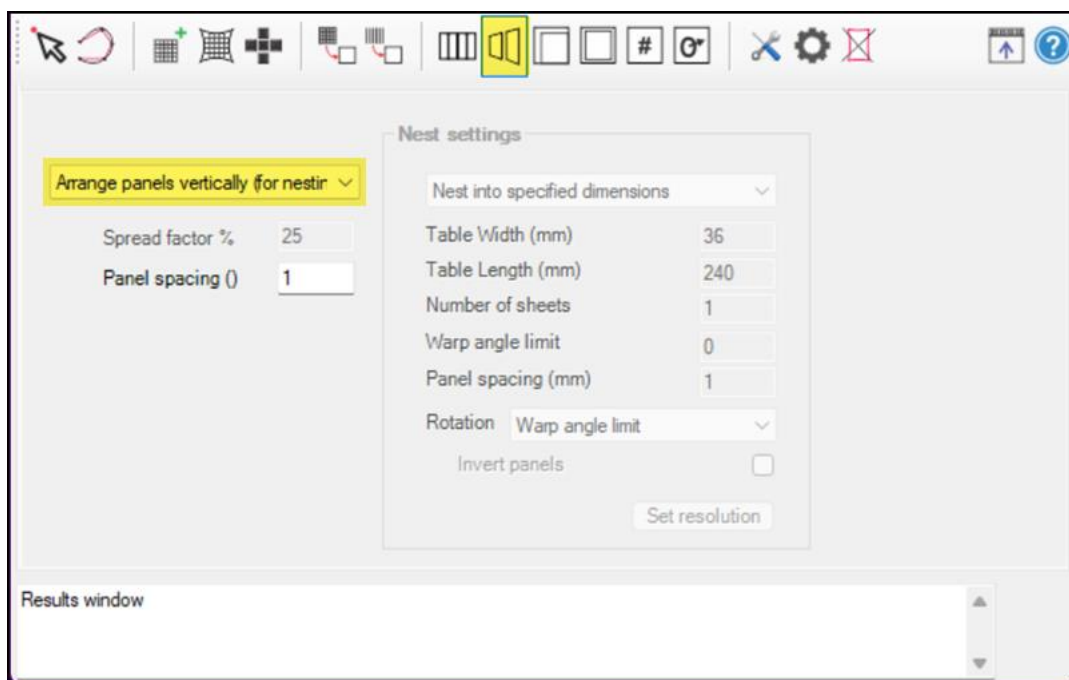 #
?
Nest settings
Arrange panels vertically (for nestin
Nest into specified dimensions
Spread factor % 25
Table Width (mm) 36
Panel spacing () 1
Table Length (mm) 240
Number of sheets 1
Warp angle limit 0
Panel spacing (mm) 1
Rotation Warp angle limit
Invert panels
Set resolution
Results window